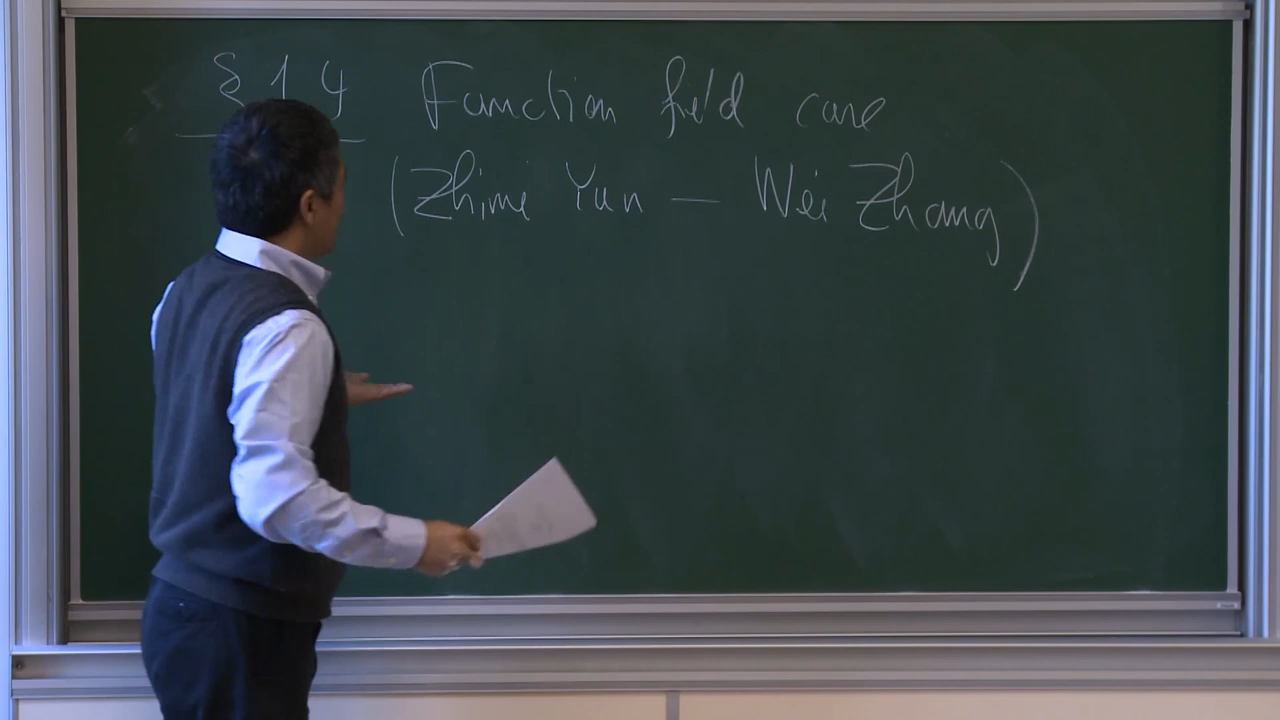 § 1 4 Function field case
(Zhiwei Yun — Wei Zhang)